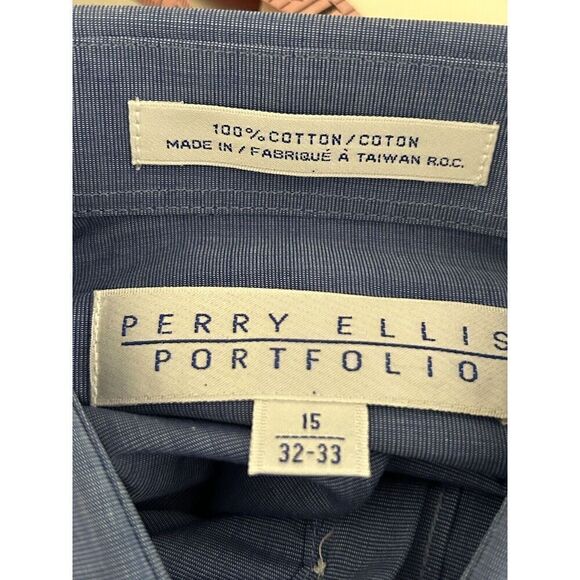 100% COTTON/COTON
MADE IN/FABRIQUÉ À TAIWAN R.O.C.
PERRY ELLIS
PORTFOLIO
15
32-33